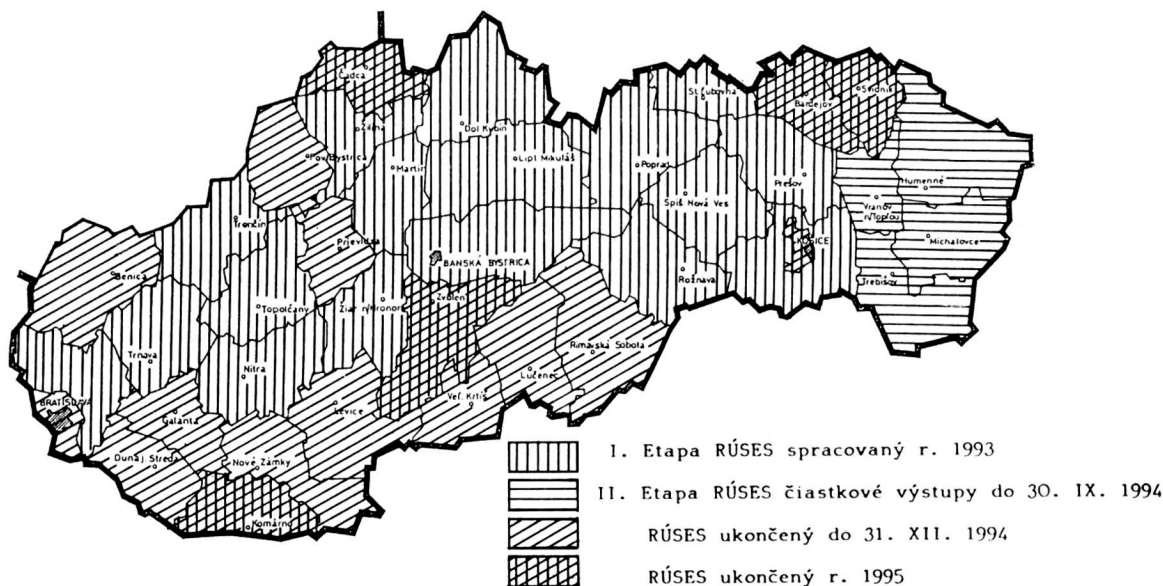 Čadca
Svidník
Bardejov
St. Ľubovňa
Žilina
Dol. Kubín
Pov. Bystrica
Martin
Lipt. Mikuláš
Poprad
Prešov
Humenné
Spiš. Nová Ves
Vranov
n/Topľou
Trenčín
Prievidza
KOŠICE
Michalovce
BANSKÁ BYSTRICA
Senica
Rožňava
Trebišov
Zvolen
Topoľčany
Žiar n/Hronom
Rimavská Sobota
Trnava
Nitra
Lučenec
Veľ. Krtíš
Levice
BRATISLAVA
Galanta
Dunaj. Streda
Nové Zámky
Komárno
I. Etapa RÚSES spracovaný r. 1993
II. Etapa RÚSES čiastkové výstupy do 30. IX. 1994
RÚSES ukončený do 31. XII. 1994
RÚSES ukončený r. 1995